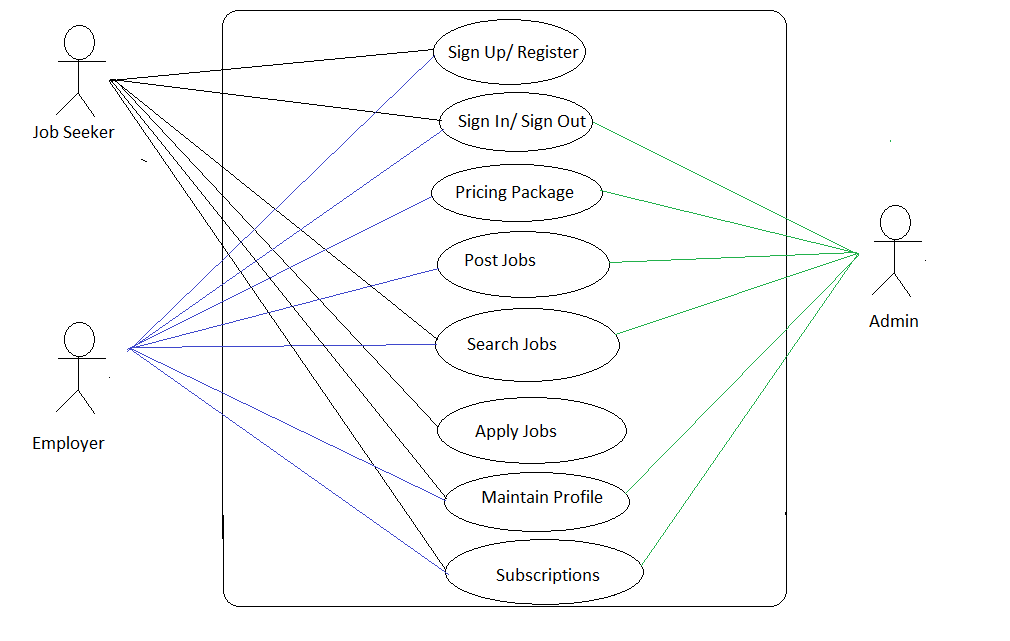 Sign Up/ Register
Job Seeker
Sign In/ Sign Out
Pricing Package
Post Jobs
Admin
Search Jobs
Employer
Apply Jobs
Maintain Profile
Subscriptions